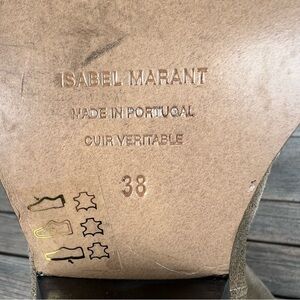 ISABEL MARANT
MADE IN PORTUGAL
CUIR VERITABLE
38